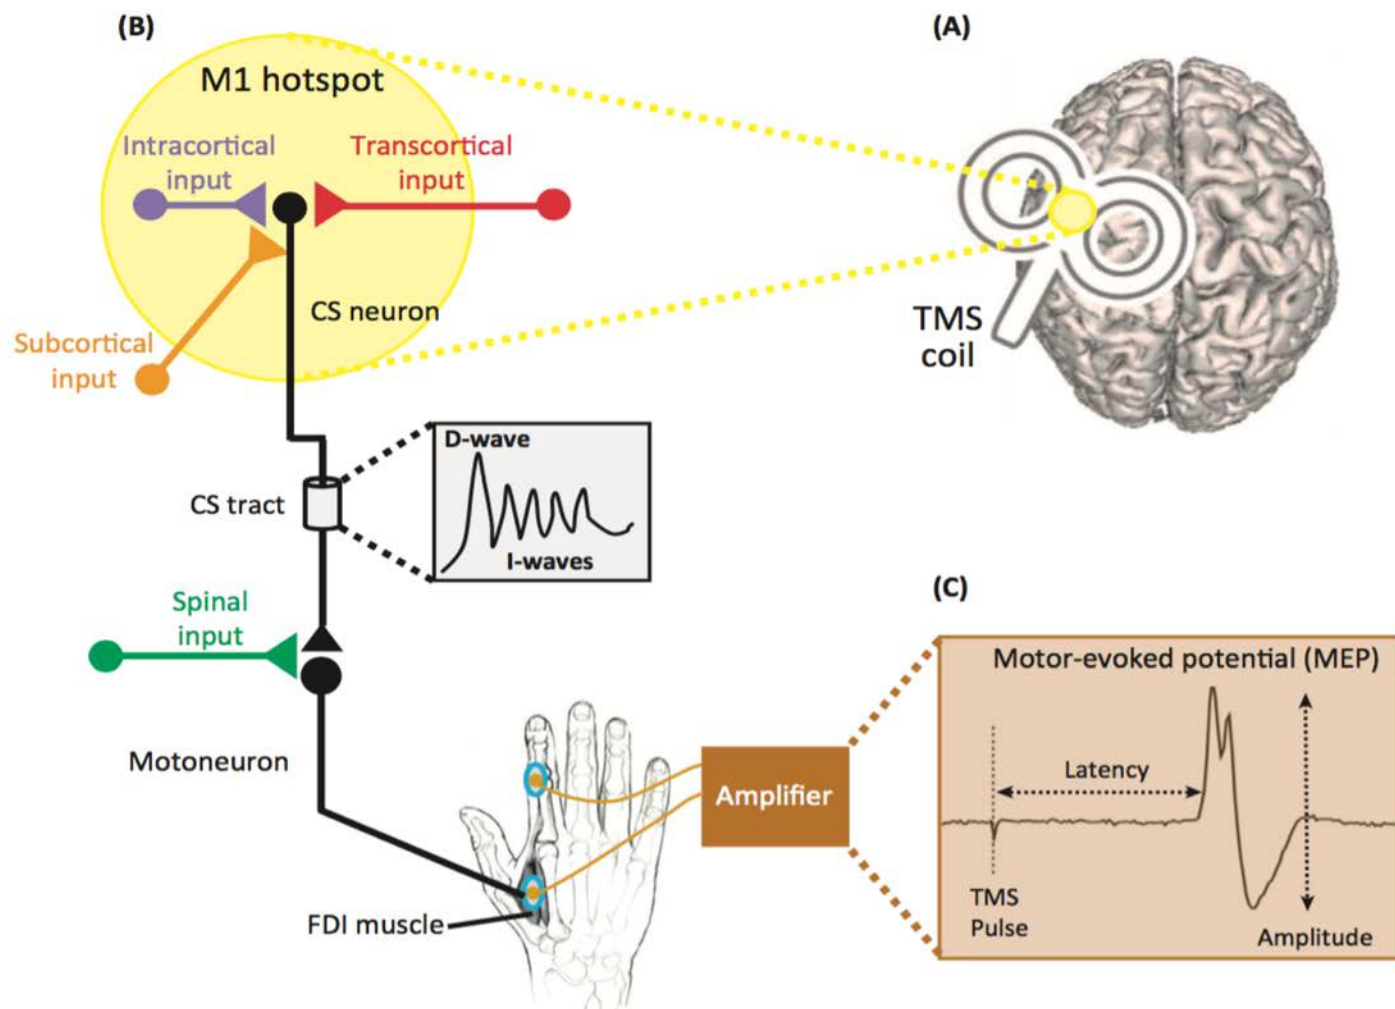 (B)
(A)
M1 hotspot
Intracortical
input
Transcortical
input
CS neuron
Subcortical
input
TMS
coil
D-wave
I-waves
CS tract
Spinal
input
Motoneuron
FDI muscle
Amplifier
(C)
Motor-evoked potential (MEP)
Latency
TMS
Pulse
Amplitude